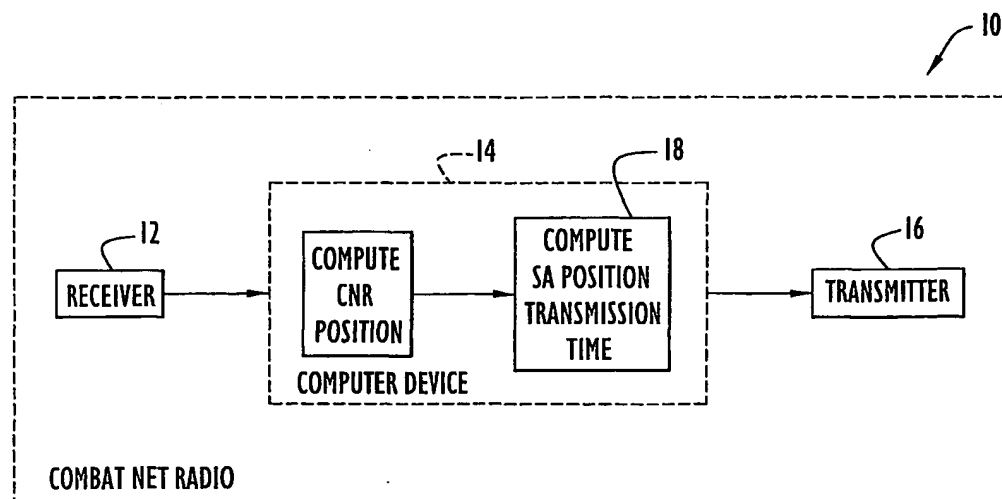 10
14
18
12
16
RECEIVER
COMPUTE
CNR
POSITION
COMPUTE
SA POSITION
TRANSMISSION
TIME
TRANSMITTER
COMPUTER DEVICE
COMBAT NET RADIO